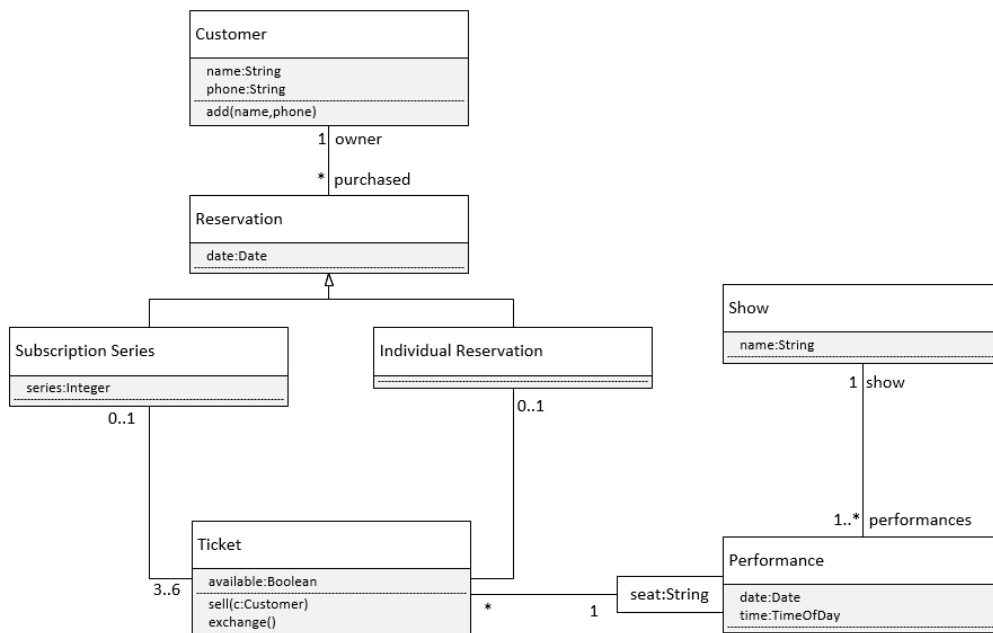 Customer
name:String
phone:String
add(name,phone)
1 owner
* purchased
Reservation
date:Date
Subscription Series
series:Integer
0..1
Individual Reservation
0..1
Show
name:String
1 show
1..* performances
Ticket
available:Boolean
sell(c:Customer)
exchange()
3..6
* 1
seat:String
Performance
date:Date
time:TimeOfDay